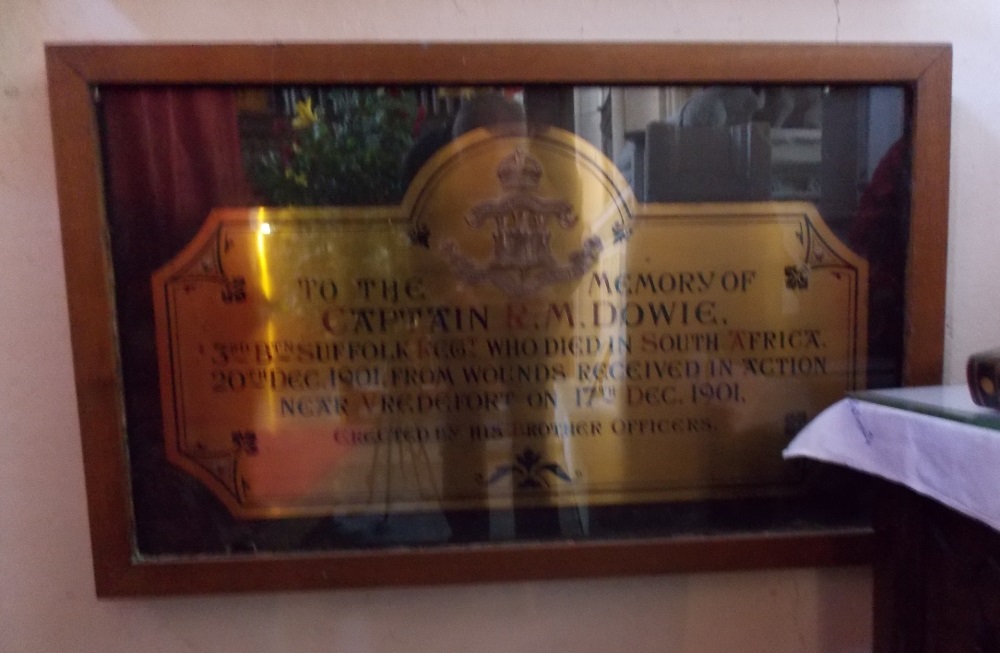 TO THE MEMORY OF
CAPTAIN R.M. DOWIE.
3RD BTN SUFFOLK REGT. WHO DIED IN SOUTH AFRICA.
20TH DEC. 1901, FROM WOUNDS RECEIVED IN ACTION
NEAR VREDEFORT ON 17TH DEC. 1901.
ERECTED BY HIS BROTHER OFFICERS.